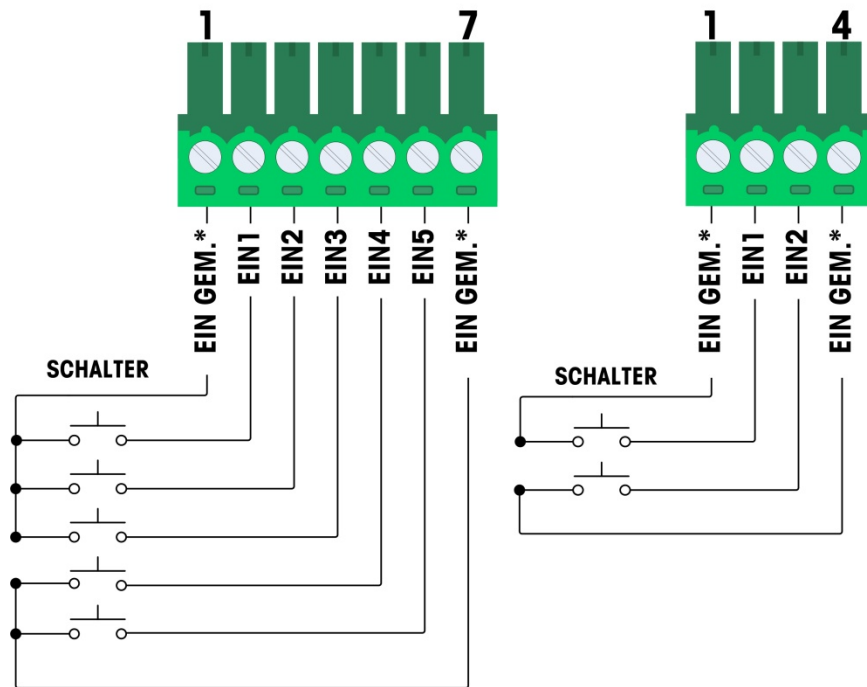 1 7
EIN GEM.*
EIN1
EIN2
EIN3
EIN4
EIN5
EIN GEM.*
SCHALTER
1 4
EIN GEM.*
EIN1
EIN2
EIN GEM.*
SCHALTER